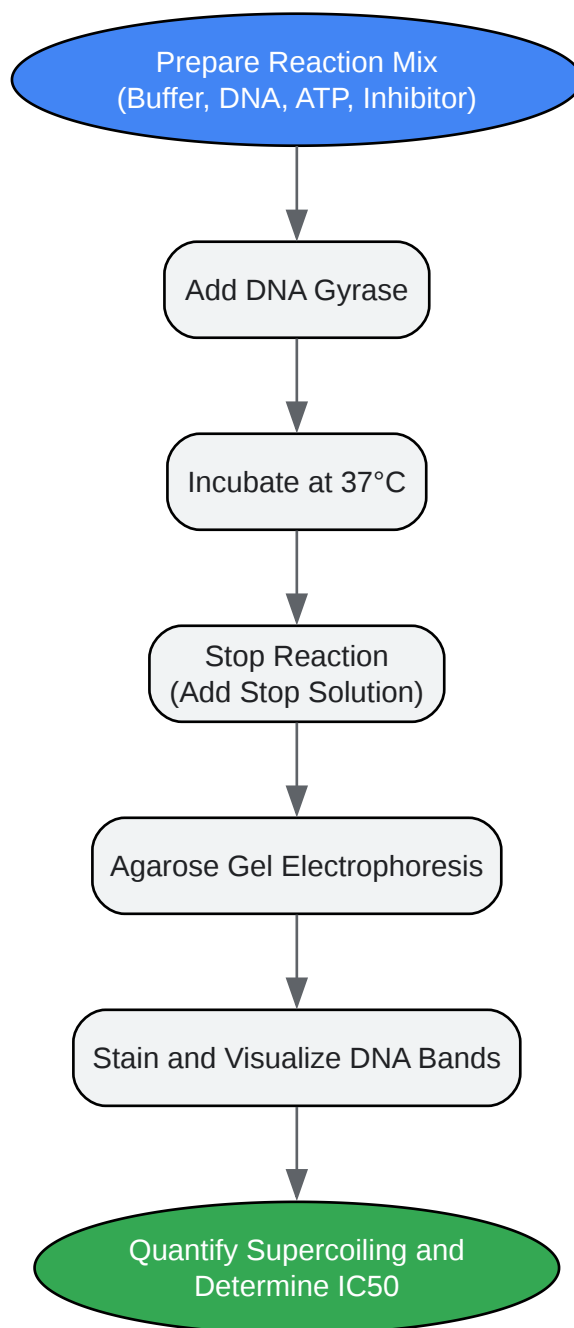 Prepare Reaction Mix
(Buffer, DNA, ATP, Inhibitor)
Add DNA Gyrase
Incubate at 37°C
Stop Reaction
(Add Stop Solution)
Agarose Gel Electrophoresis
Stain and Visualize DNA Bands
Quantify Supercoiling and
Determine IC50